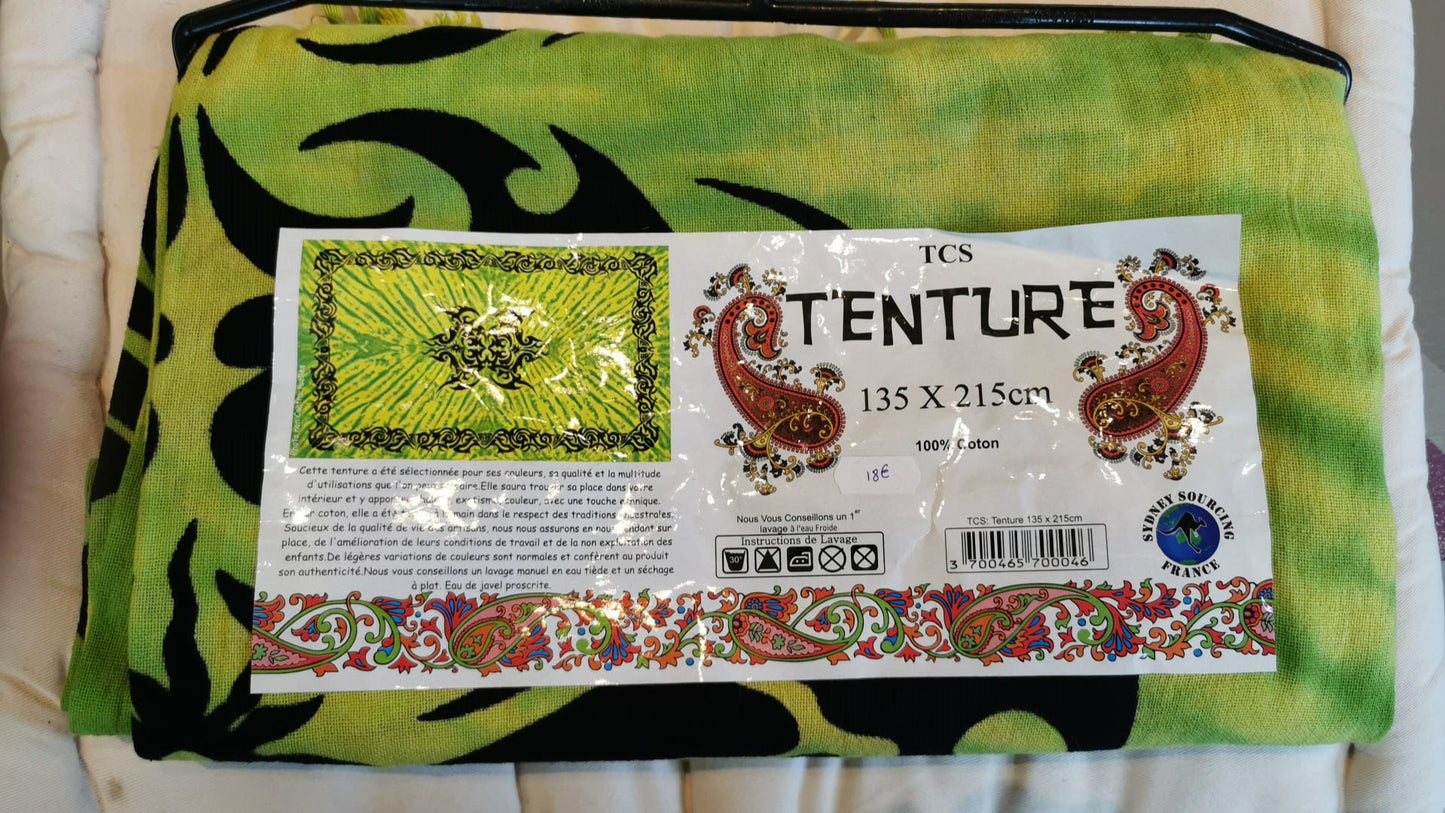 TCS
TENTURE
135 X 215cm
100% Coton
18€
Cette tenture a été sélectionnée pour ses couleurs, sa qualité et la multitude
d'utilisations que l'on peut faire.Elle saura trouver sa place dans votre
intérieur et y couleur, avec une touche ethnique.
En coton, elle a été main dans le respect des traditions ancestrales.
Soucieux de la qualité de vie des artisans, nous nous assurons en nous rendant sur
place, de l'amélioration de leurs conditions de travail et de la non exploitation des
enfants.De légères variations de couleurs sont normales et confèrent au produit
son authenticité.Nous vous conseillons un lavage manuel en eau tiède et un séchage
à plat. Eau de javel proscrite.
Nous Vous Conseillons un 1er
lavage à l'eau Froide
Instructions de Lavage
30°
TCS: Tenture 135 x 215cm
3 700465 700046
SYDNEY SOURCING
FRANCE